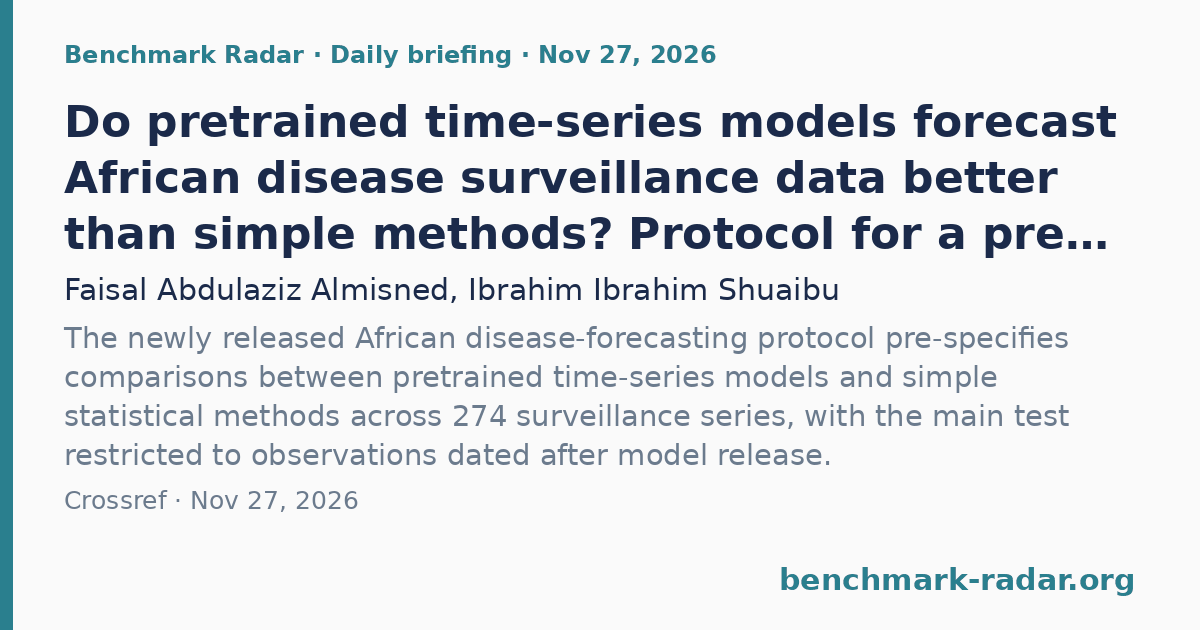 Benchmark Radar · Daily briefing · Nov 27, 2026
Do pretrained time-series models forecast
African disease surveillance data better
than simple methods? Protocol for a pre…
Faisal Abdulaziz Almisned, Ibrahim Ibrahim Shuaibu
The newly released African disease-forecasting protocol pre-specifies
comparisons between pretrained time-series models and simple
statistical methods across 274 surveillance series, with the main test
restricted to observations dated after model release.
Crossref · Nov 27, 2026
benchmark-radar.org